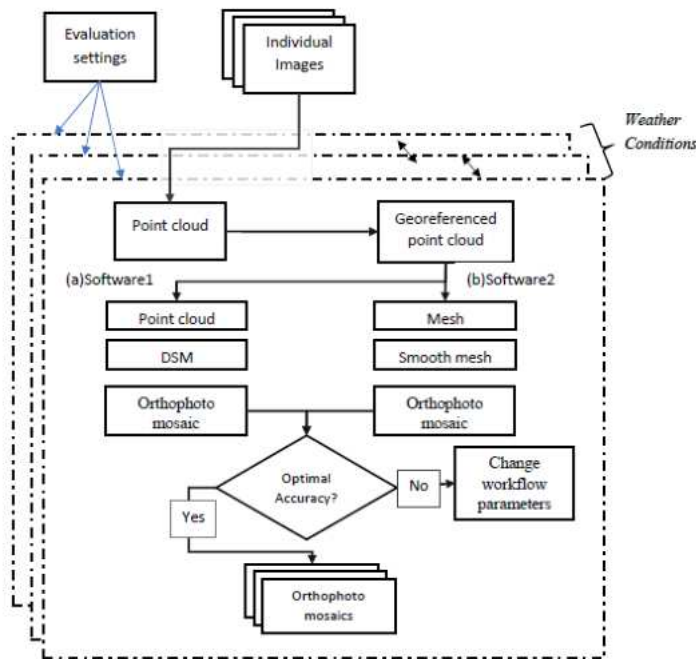 Evaluation
settings
Individual
Images
Weather
Conditions
Point cloud
Georeferenced
point cloud
(a)Software1
(b)Software2
Point cloud
Mesh
DSM
Smooth mesh
Orthophoto
mosaic
Orthophoto
mosaic
Optimal
Accuracy?
No
Change
workflow
parameters
Yes
Orthophoto
mosaics